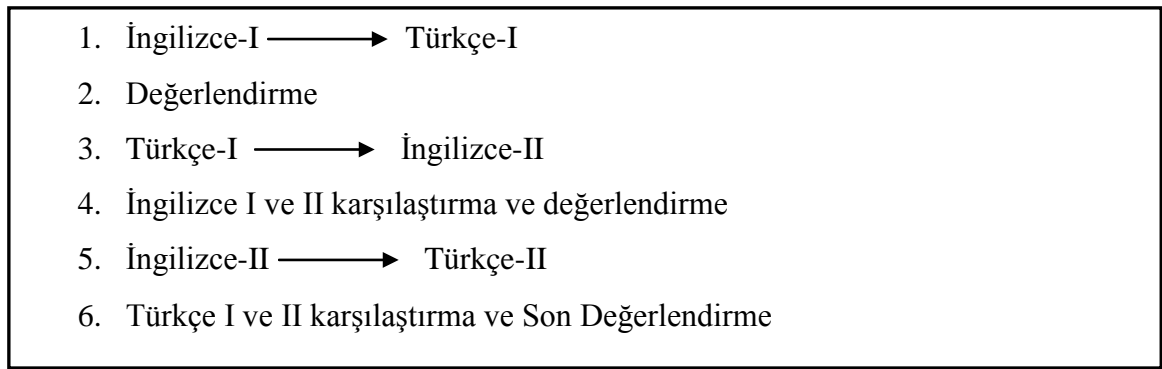 1. İngilizce-I ⟶ Türkçe-I
2. Değerlendirme
3. Türkçe-I ⟶ İngilizce-II
4. İngilizce I ve II karşılaştırma ve değerlendirme
5. İngilizce-II ⟶ Türkçe-II
6. Türkçe I ve II karşılaştırma ve Son Değerlendirme